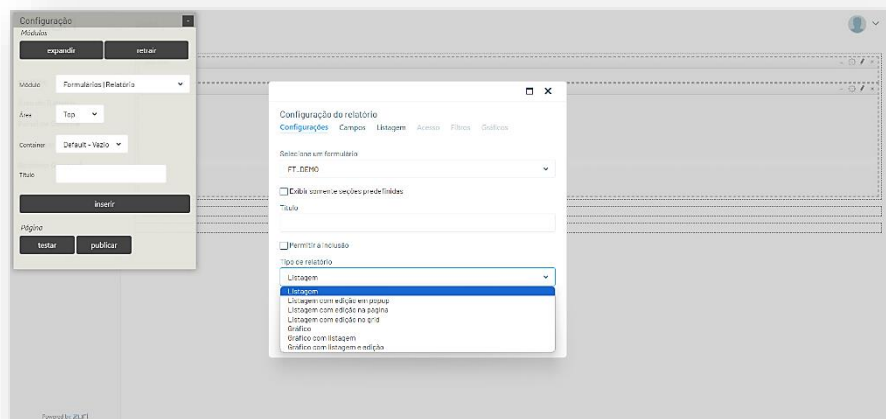 Configuração
Módulos
expandir retrair
Módulo Formulários | Relatório
Área Top
Container Default - Vazio
Título
inserir
Página
testar publicar
Configuração do relatório
Configurações Campos Listagem Acesso Filtros Gráficos
Selecione um formulário
FT_DEMO
Exibir somente seções predefinidas
Título
Permitir a inclusão
Tipo de relatório
Listagem
Listagem
Listagem com edição em popup
Listagem com edição na página
Listagem com edição no grid
Gráfico
Gráfico com listagem
Gráfico com listagem e edição